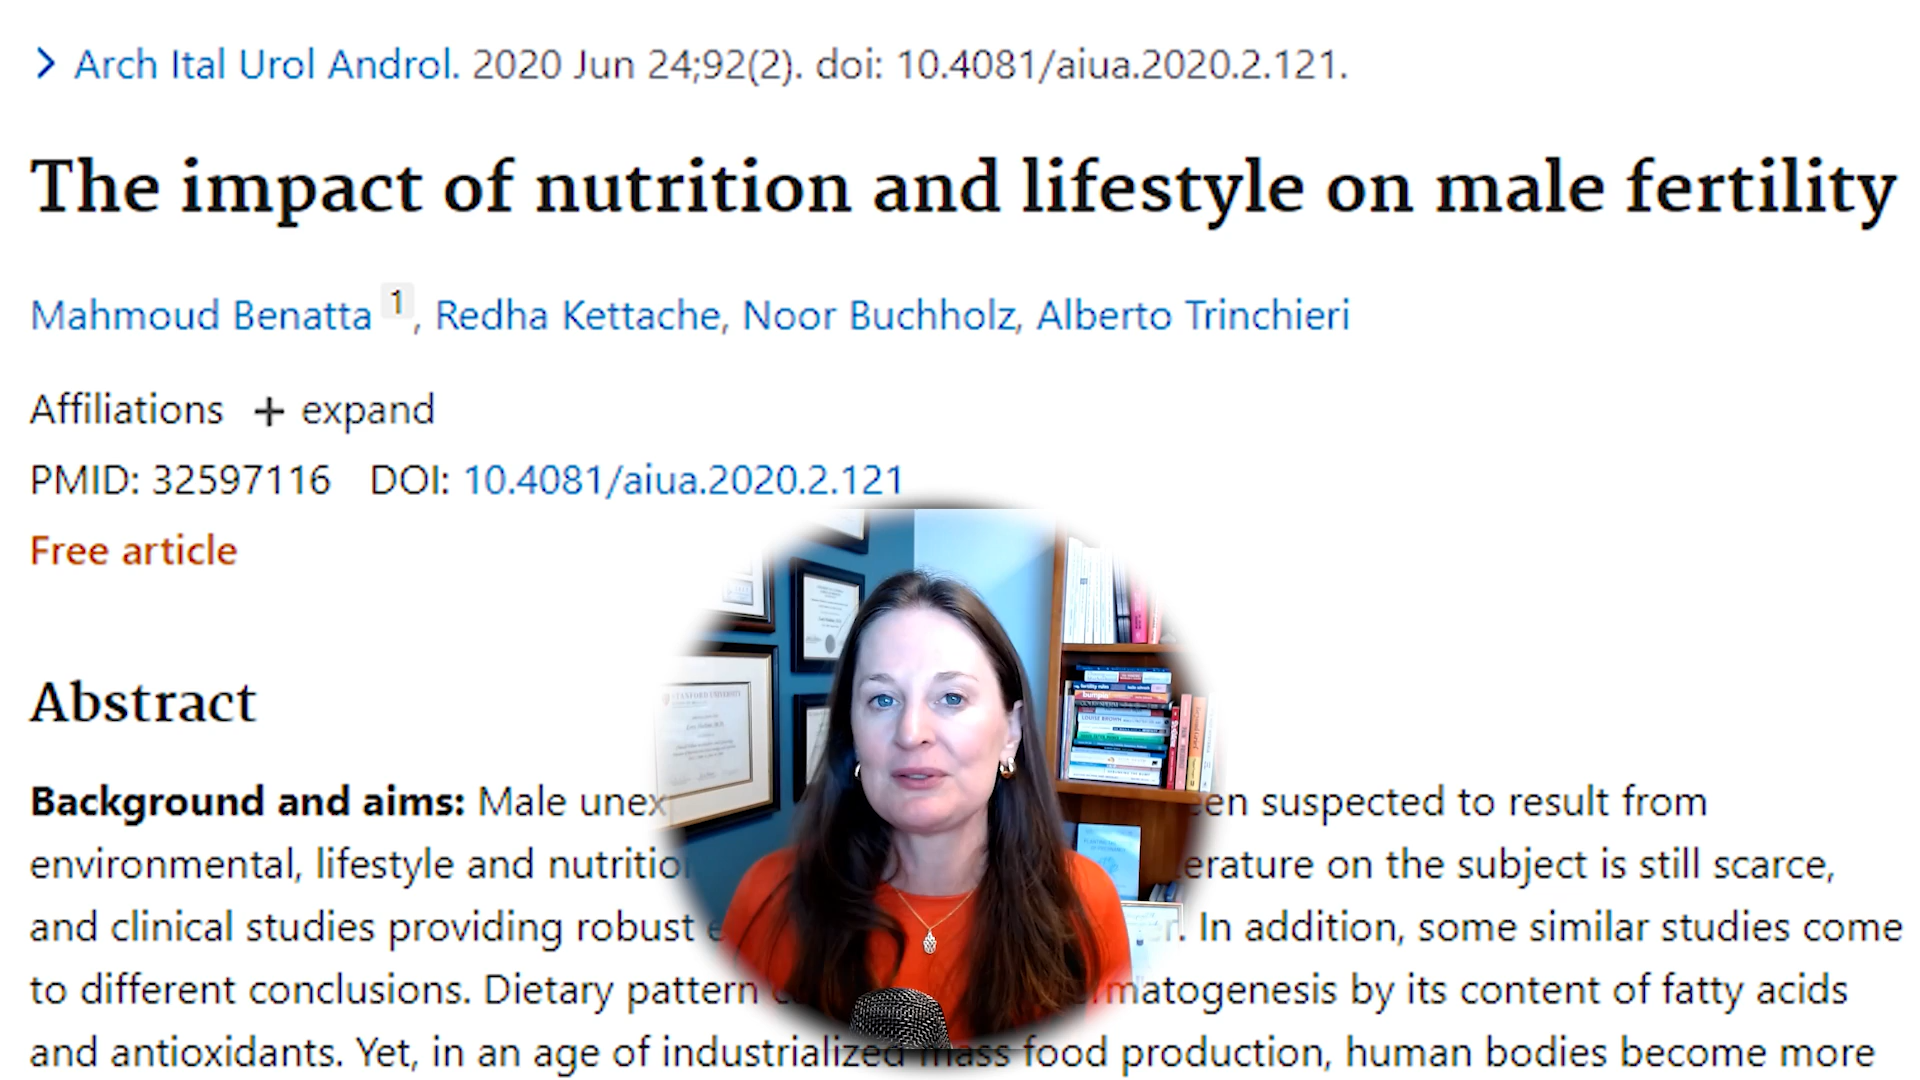 Arch Ital Urol Androl. 2020 Jun 24;92(2). doi: 10.4081/aiua.2020.2.121.
The impact of nutrition and lifestyle on male fertility
Mahmoud Benatta 1, Redha Kettache, Noor Buchholz, Alberto Trinchieri
Affiliations + expand
PMID: 32597116 DOI: 10.4081/aiua.2020.2.121
Free article
STANFORD UNIVERSITY
bumpin'
LOUISE BROWN
Abstract
Background and aims: Male suspected to result from
environmental, lifestyle and on the subject is still scarce,
and clinical studies providing robust In addition, some similar studies come
to different conclusions. Dietary pattern by its content of fatty acids
and antioxidants. Yet, in an age of industrialized mass food production, human bodies become more